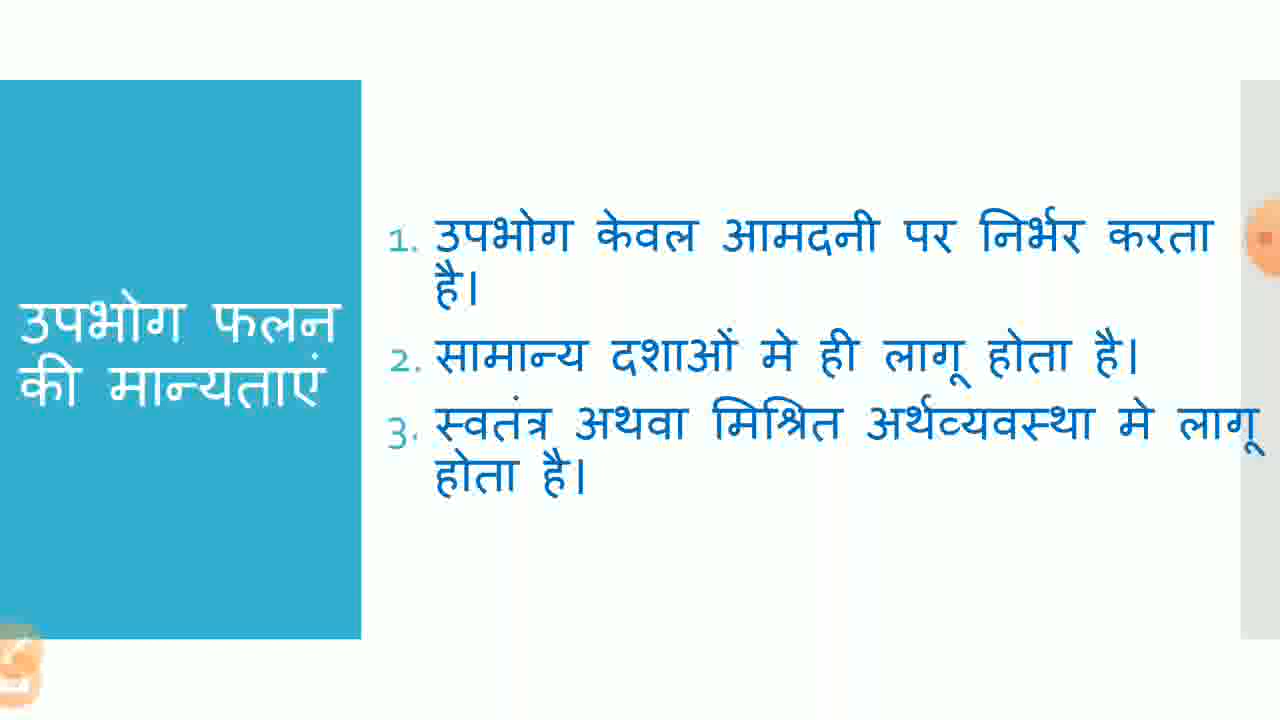 उपभोग फलन
की मान्यताएं
1. उपभोग केवल आमदनी पर निर्भर करता
है।
2. सामान्य दशाओं मे ही लागू होता है।
3. स्वतंत्र अथवा मिश्रित अर्थव्यवस्था मे लागू
होता है।